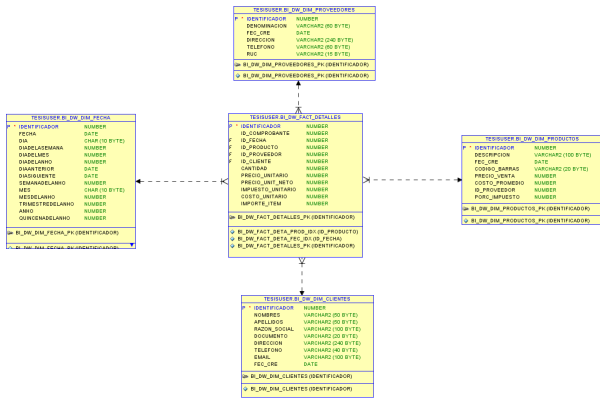 TESISUSER.BI_DW_DIM_PROVEEDORES
P * IDENTIFICADOR NUMBER
DENOMINACION VARCHAR2 (60 BYTE)
FEC_CRE DATE
DIRECCION VARCHAR2 (240 BYTE)
TELEFONO VARCHAR2 (60 BYTE)
RUC VARCHAR2 (15 BYTE)
BI_DW_DIM_PROVEEDORES_PK (IDENTIFICADOR)
BI_DW_DIM_PROVEEDORES_PK (IDENTIFICADOR)
TESISUSER.BI_DW_DIM_FECHA
P * IDENTIFICADOR NUMBER
FECHA DATE
DIA CHAR (10 BYTE)
DIADELASEMANA NUMBER
DIADELMES NUMBER
DIADELANHO NUMBER
DIAANTERIOR DATE
DIASIGUIENTE DATE
SEMANADELANHO NUMBER
MES CHAR (10 BYTE)
MESDELANHO NUMBER
TRIMESTREDELANHO NUMBER
ANHO NUMBER
QUINCENADELANHO NUMBER
BI_DW_DIM_FECHA_PK (IDENTIFICADOR)
BI_DW_DIM_FECHA_PK (IDENTIFICADOR)
TESISUSER.BI_DW_FACT_DETALLES
P * IDENTIFICADOR NUMBER
ID_COMPROBANTE NUMBER
F ID_FECHA NUMBER
F ID_PRODUCTO NUMBER
F ID_PROVEEDOR NUMBER
F ID_CLIENTE NUMBER
CANTIDAD NUMBER
PRECIO_UNITARIO NUMBER
PRECIO_UNIT_NETO NUMBER
IMPUESTO_UNITARIO NUMBER
COSTO_UNITARIO NUMBER
IMPORTE_ITEM NUMBER
BI_DW_FACT_DETALLES_PK (IDENTIFICADOR)
BI_DW_FACT_DETA_PROD_IDX (ID_PRODUCTO)
BI_DW_FACT_DETA_FEC_IDX (ID_FECHA)
BI_DW_FACT_DETALLES_PK (IDENTIFICADOR)
TESISUSER.BI_DW_DIM_PRODUCTOS
P * IDENTIFICADOR NUMBER
DESCRIPCION VARCHAR2 (100 BYTE)
FEC_CRE DATE
CODIGO_BARRAS VARCHAR2 (20 BYTE)
PRECIO_VENTA NUMBER
COSTO_PROMEDIO NUMBER
ID_PROVEEDOR NUMBER
PORC_IMPUESTO NUMBER
BI_DW_DIM_PRODUCTOS_PK (IDENTIFICADOR)
BI_DW_DIM_PRODUCTOS_PK (IDENTIFICADOR)
TESISUSER.BI_DW_DIM_CLIENTES
P * IDENTIFICADOR NUMBER
NOMBRES VARCHAR2 (60 BYTE)
APELLIDOS VARCHAR2 (60 BYTE)
RAZON_SOCIAL VARCHAR2 (100 BYTE)
DOCUMENTO VARCHAR2 (20 BYTE)
DIRECCION VARCHAR2 (240 BYTE)
TELEFONO VARCHAR2 (40 BYTE)
EMAIL VARCHAR2 (100 BYTE)
FEC_CRE DATE
BI_DW_DIM_CLIENTES (IDENTIFICADOR)
BI_DW_DIM_CLIENTES (IDENTIFICADOR)